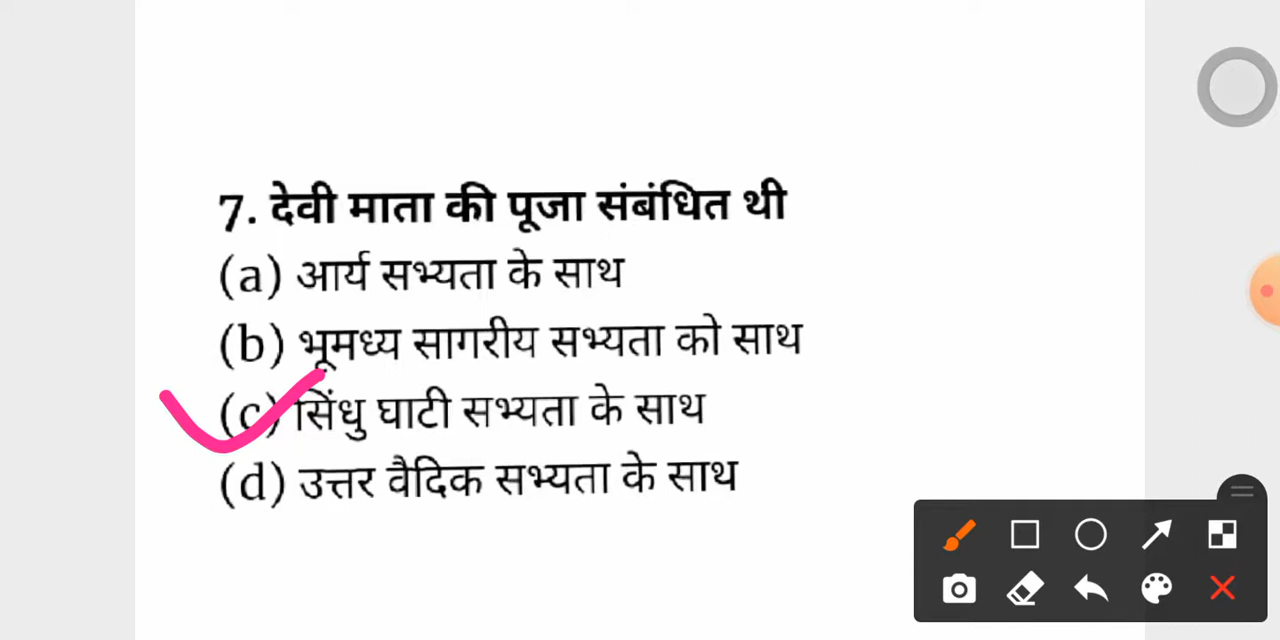 7. देवी माता की पूजा संबंधित थी
(a) आर्य सभ्यता के साथ
(b) भूमध्य सागरीय सभ्यता को साथ
(c) सिंधु घाटी सभ्यता के साथ
(d) उत्तर वैदिक सभ्यता के साथ